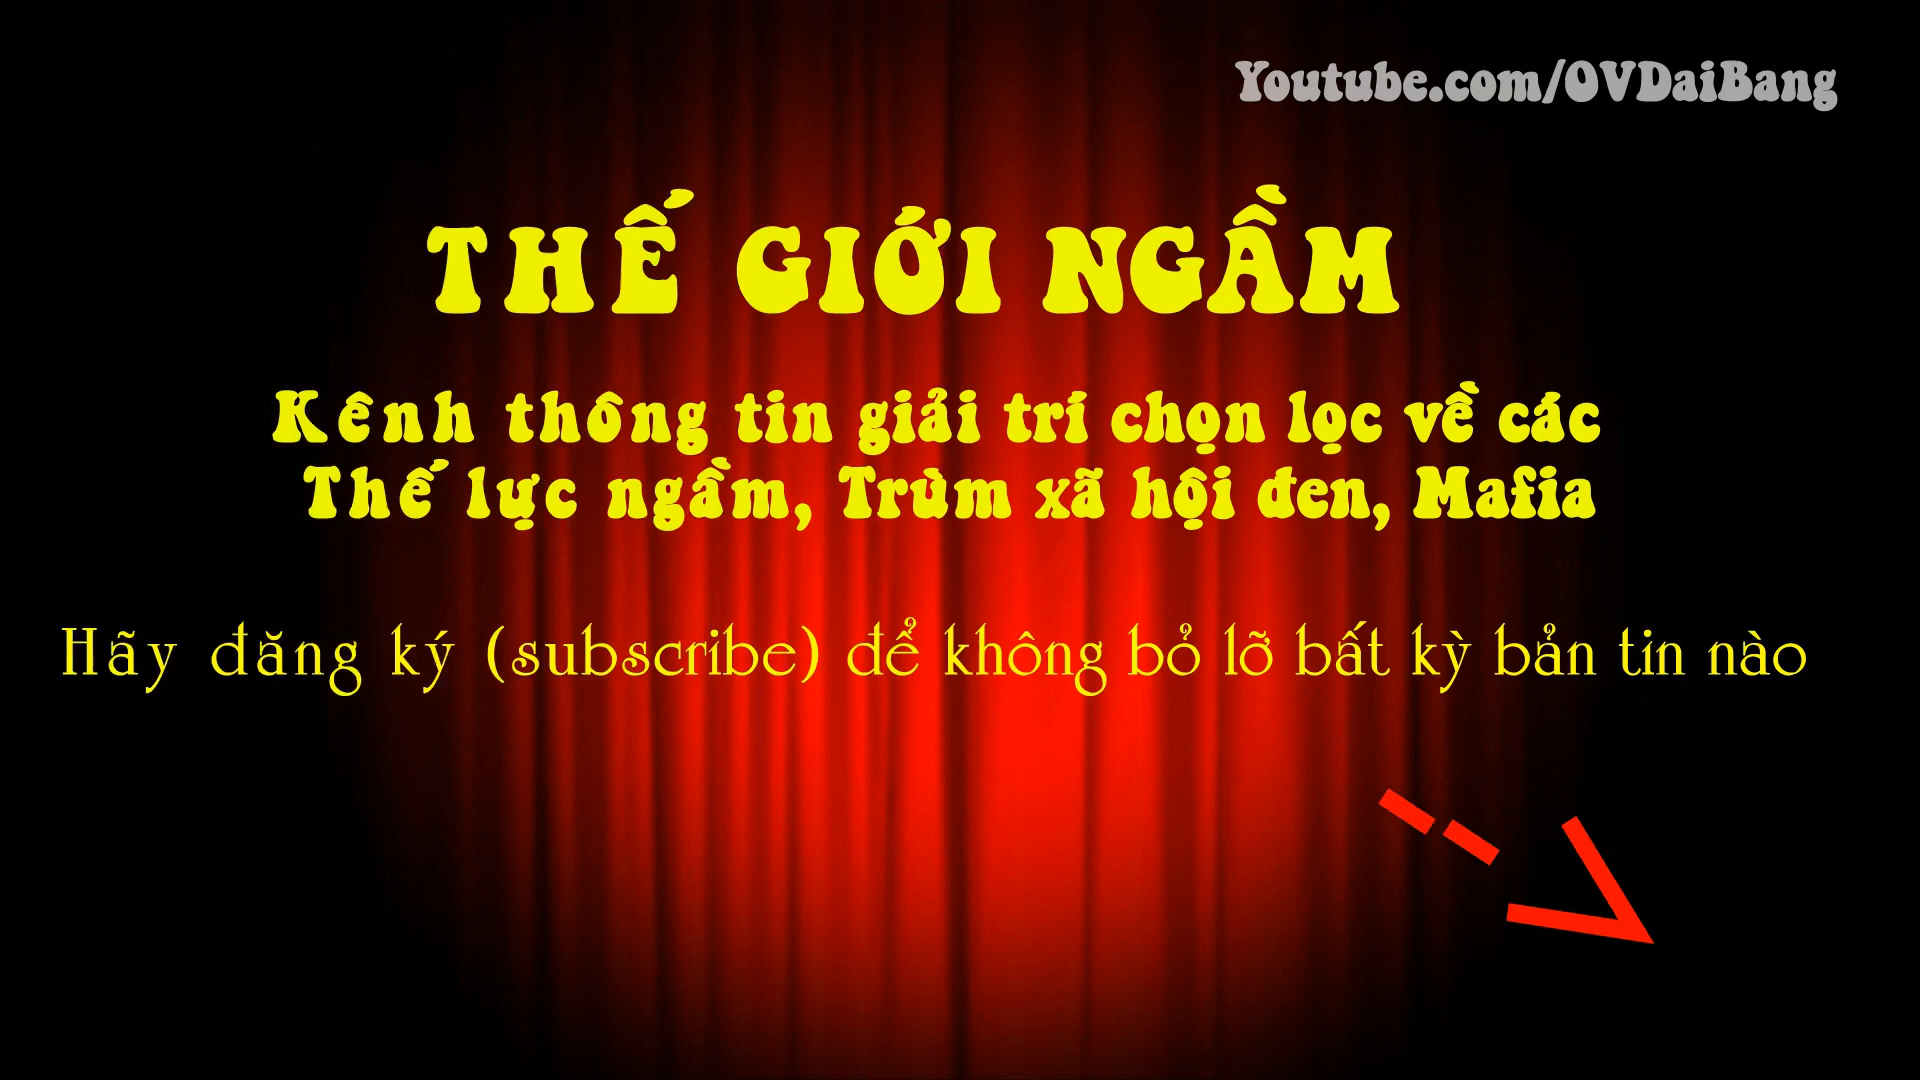 Youtube.com/OVDaiBang
THẾ GIỚI NGẦM
Kênh thông tin giải trí chọn lọc về các
Thế lực ngầm, Trùm xã hội đen, Mafia
Hãy đăng ký (subscribe) để không bỏ lỡ bất kỳ bản tin nào